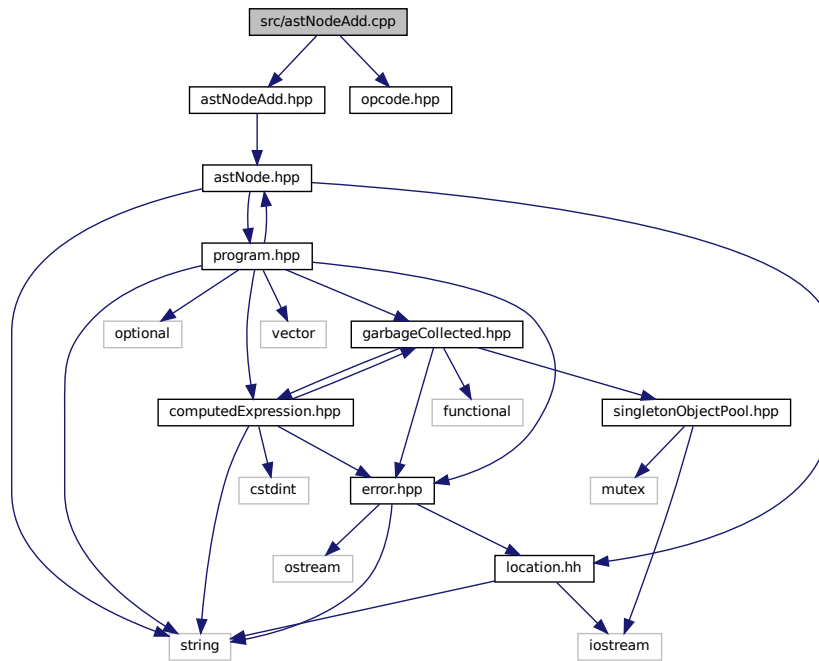 src/astNodeAdd.cpp
astNodeAdd.hpp
opcode.hpp
astNode.hpp
program.hpp
optional
vector
garbageCollected.hpp
computedExpression.hpp
functional
singletonObjectPool.hpp
cstdint
error.hpp
mutex
ostream
location.hh
string
iostream